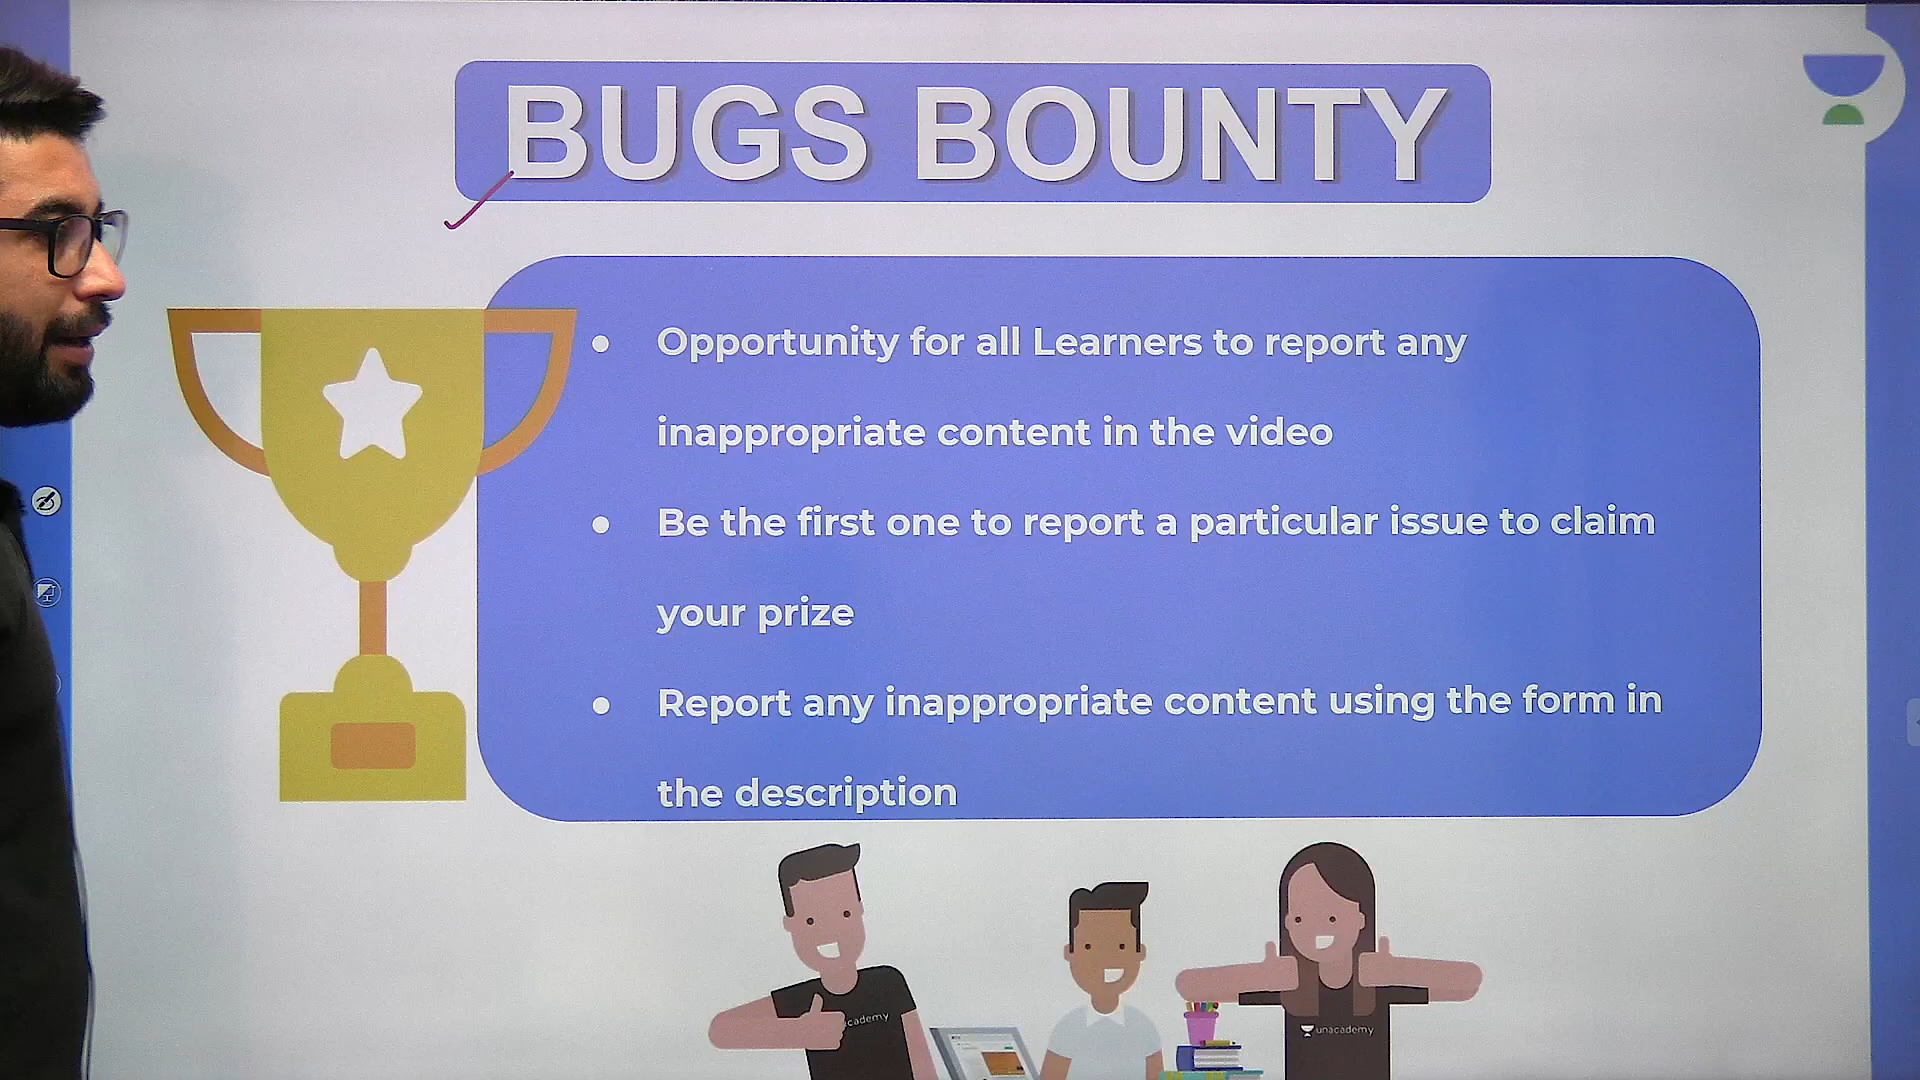 BUGS BOUNTY
● Opportunity for all Learners to report any
inappropriate content in the video
● Be the first one to report a particular issue to claim
your prize
● Report any inappropriate content using the form in
the description
academy
unacademy